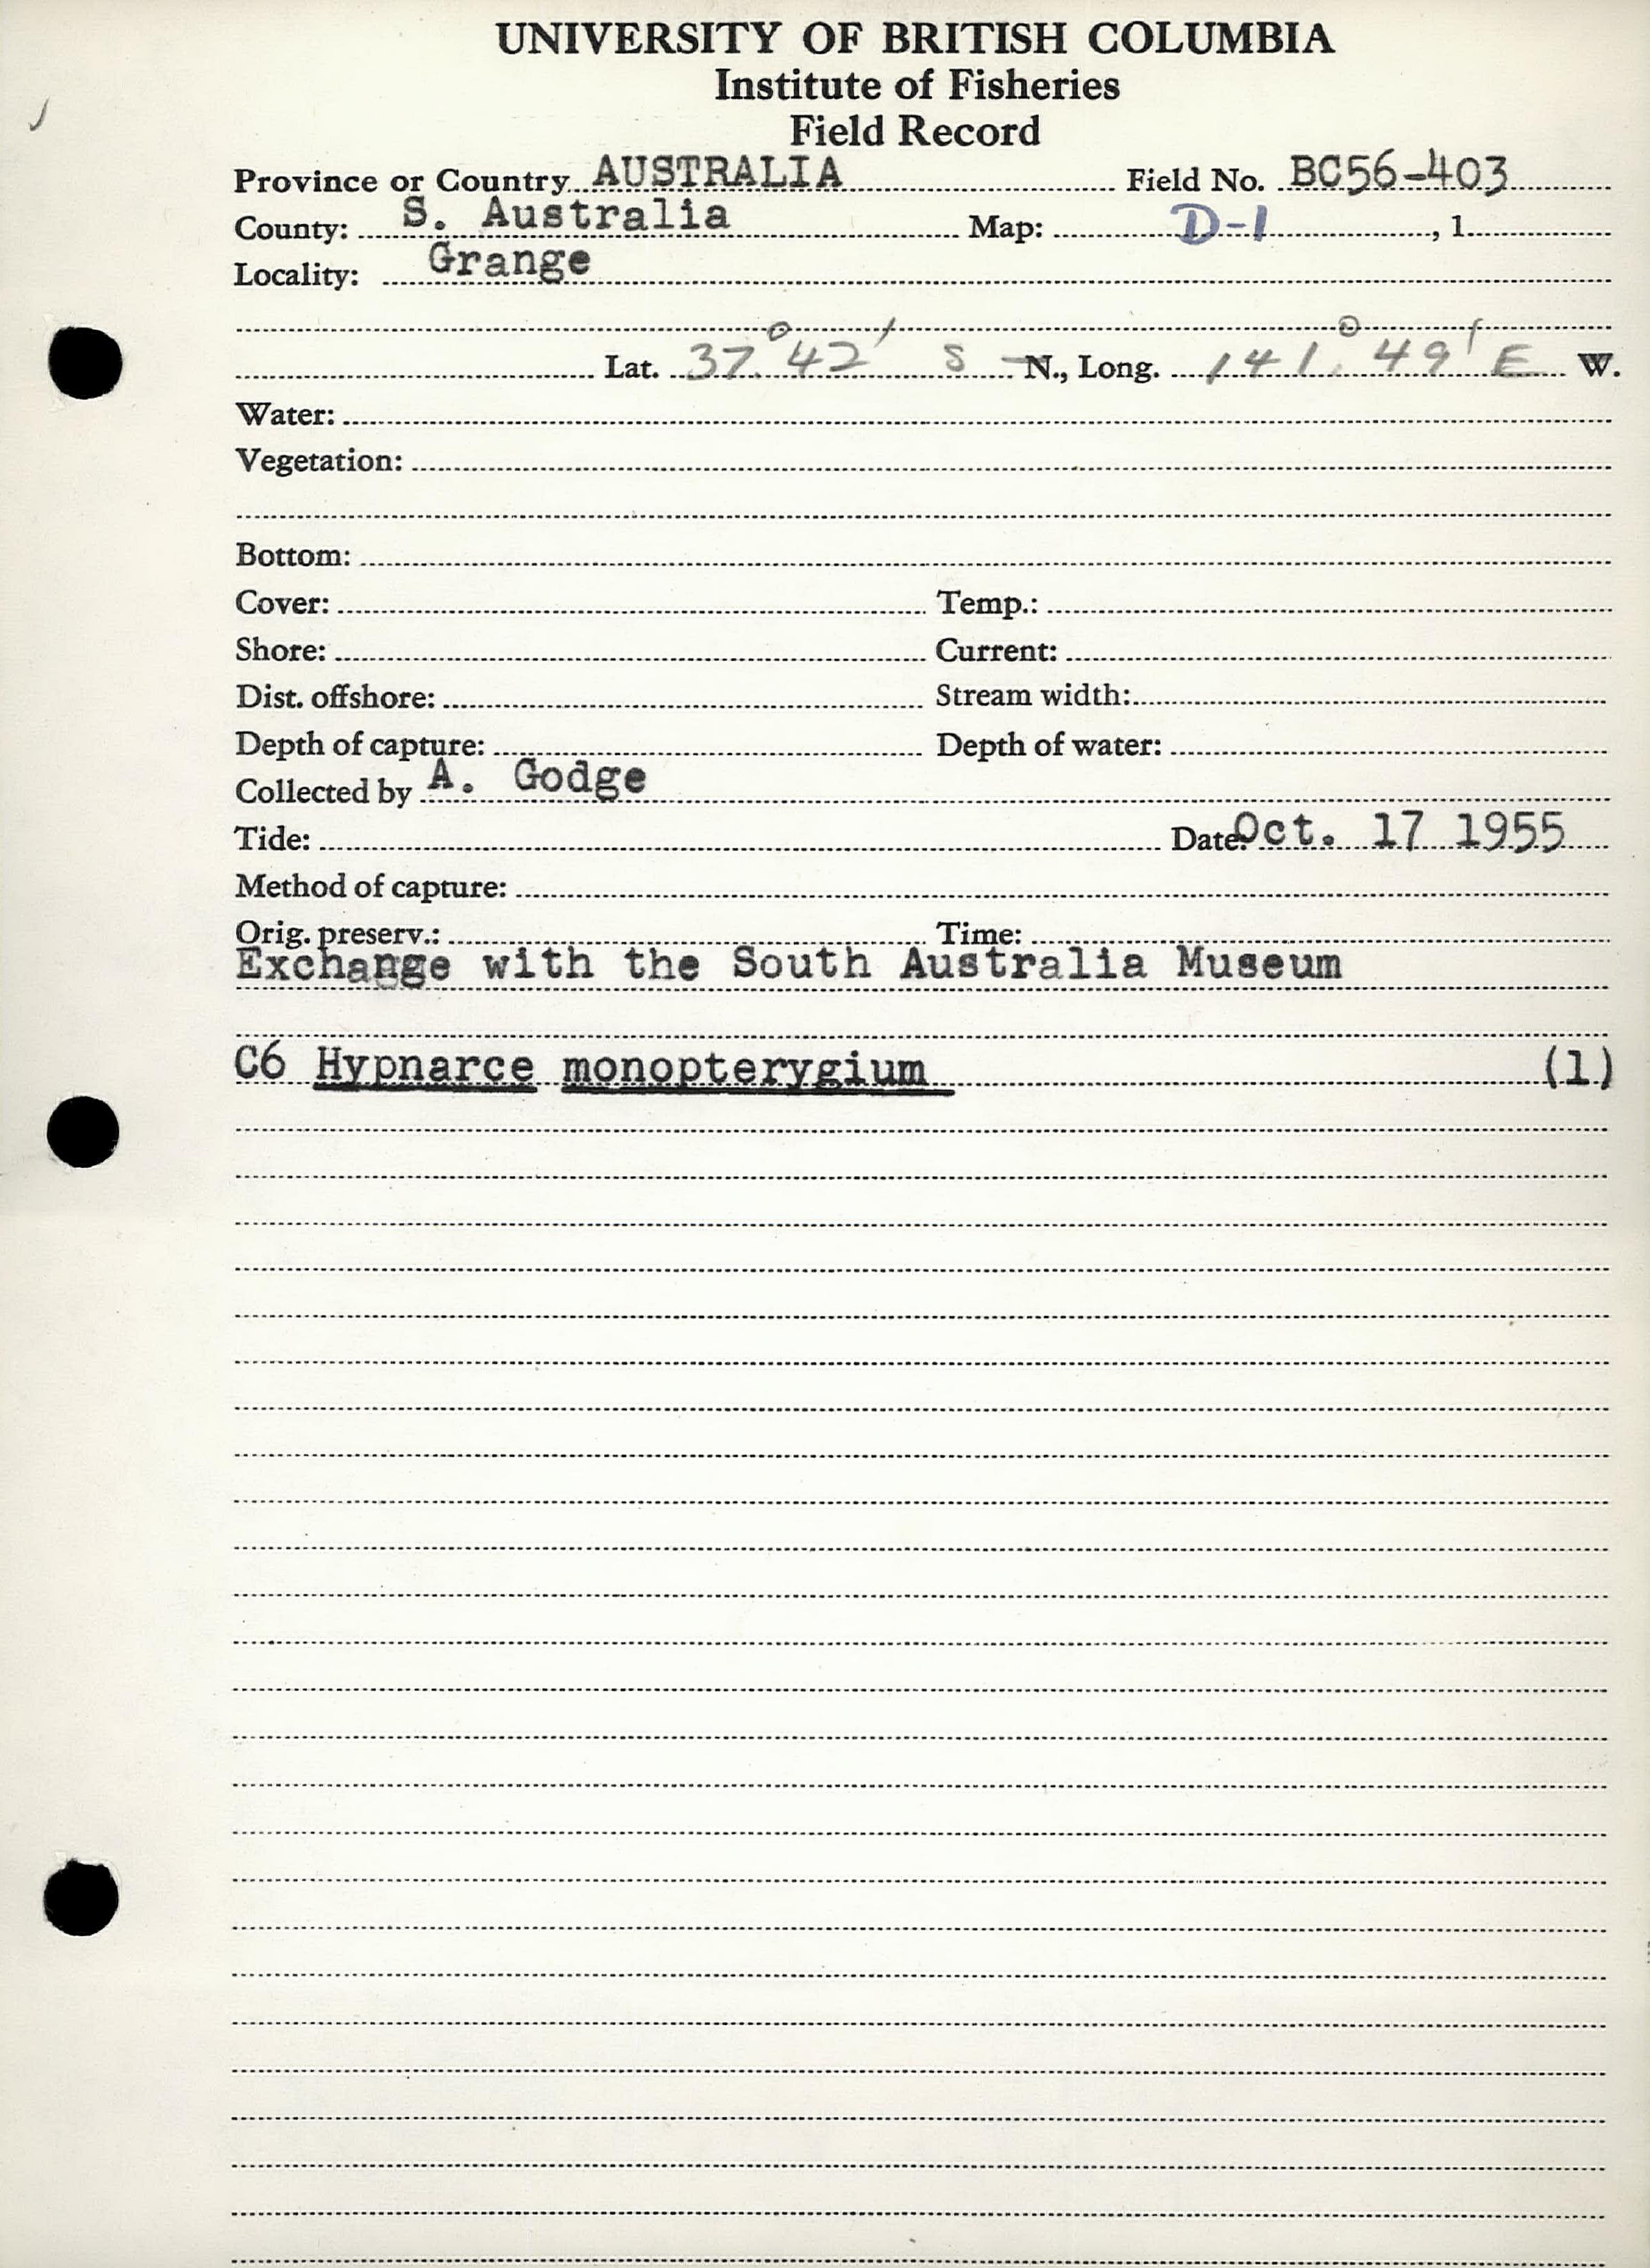 UNIVERSITY OF BRITISH COLUMBIA
Institute of Fisheries
Field Record
Province or Country AUSTRALIA Field No. BC56-403
County: S. Australia Map: D-1, 1
Locality: Grange
Lat. 37° 42' S N., Long. 141° 49' E W.
Water:
Vegetation:
Bottom:
Cover: Temp.:
Shore: Current:
Dist. offshore: Stream width:
Depth of capture: Depth of water:
Collected by A. Godge
Tide: Date: Oct. 17 1955
Method of capture:
Orig. preserv.: Time:
Exchange with the South Australia Museum
C6 Hypnarce monopterygium (1)